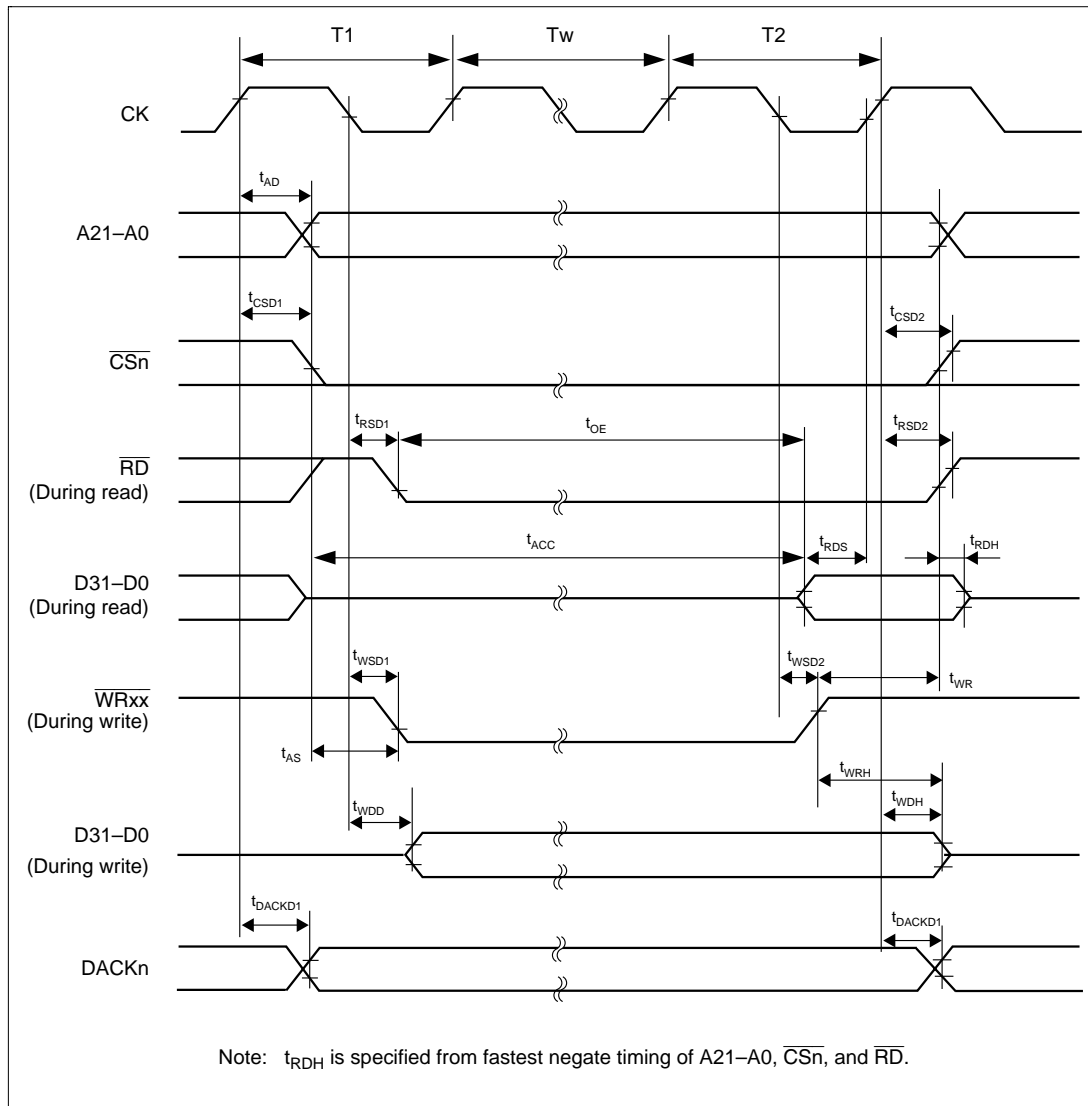 T1 Tw T2
CK
tAD
A21–A0
tCSD1 tCSD2
CSn
tRSD1 tOE tRSD2
RD
(During read)
tACC tRDS tRDH
D31–D0
(During read)
tWSD1 tWSD2 tWR
WRxx
(During write)
tAS
tWRH
tWDD tWDH
D31–D0
(During write)
tDACKD1 tDACKD1
DACKn
Note: tRDH is specified from fastest negate timing of A21–A0, CSn, and RD.